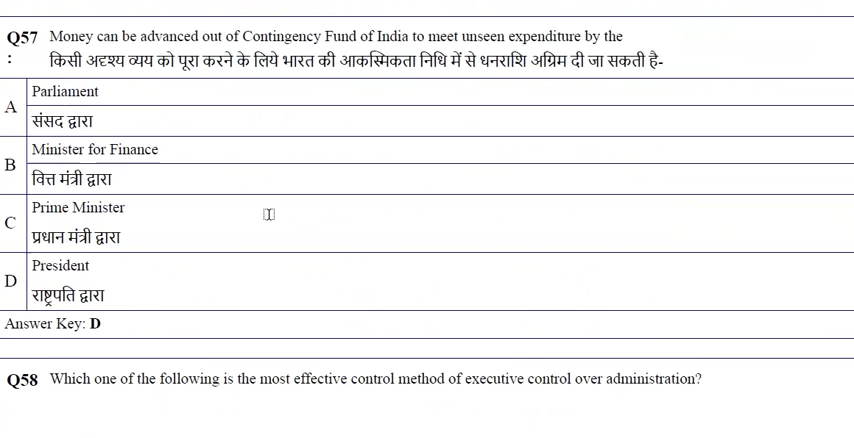 Q57 Money can be advanced out of Contingency Fund of India to meet unseen expenditure by the
: किसी अदृश्य व्यय को पूरा करने के लिये भारत की आकस्मिकता निधि में से धनराशि अग्रिम दी जा सकती है-
A
Parliament
संसद द्वारा
B
Minister for Finance
वित्त मंत्री द्वारा
C
Prime Minister
प्रधान मंत्री द्वारा
D
President
राष्ट्रपति द्वारा
Answer Key: D
Q58 Which one of the following is the most effective control method of executive control over administration?